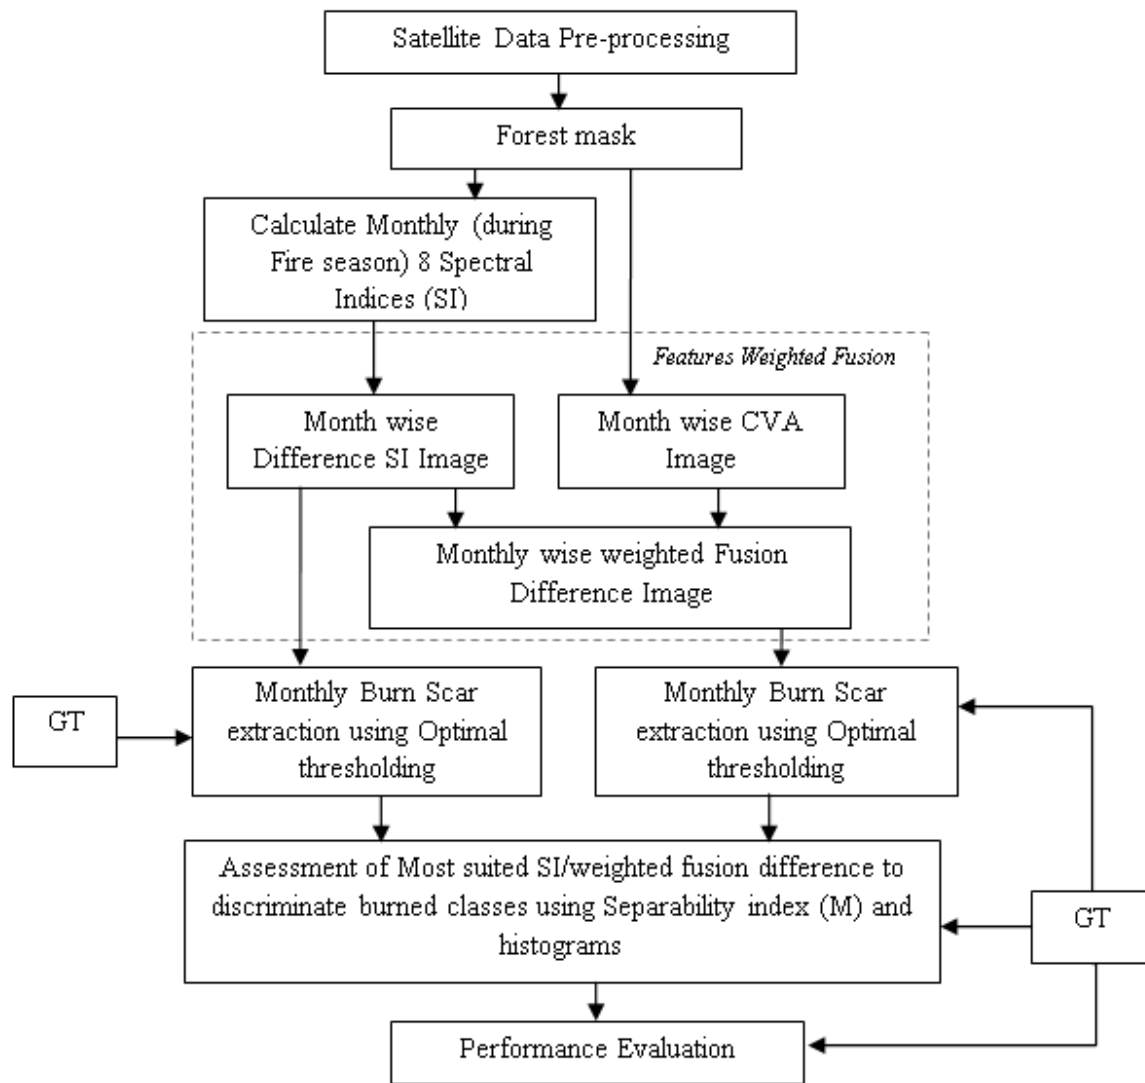 Satellite Data Pre-processing
Forest mask
Calculate Monthly (during
Fire season) 8 Spectral
Indices (SI)
Features Weighted Fusion
Month wise
Difference SI Image
Month wise CVA
Image
Monthly wise weighted Fusion
Difference Image
GT
Monthly Burn Scar
extraction using Optimal
thresholding
Monthly Burn Scar
extraction using Optimal
thresholding
Assessment of Most suited SI/weighted fusion difference to
discriminate burned classes using Separability index (M) and
histograms
GT
Performance Evaluation